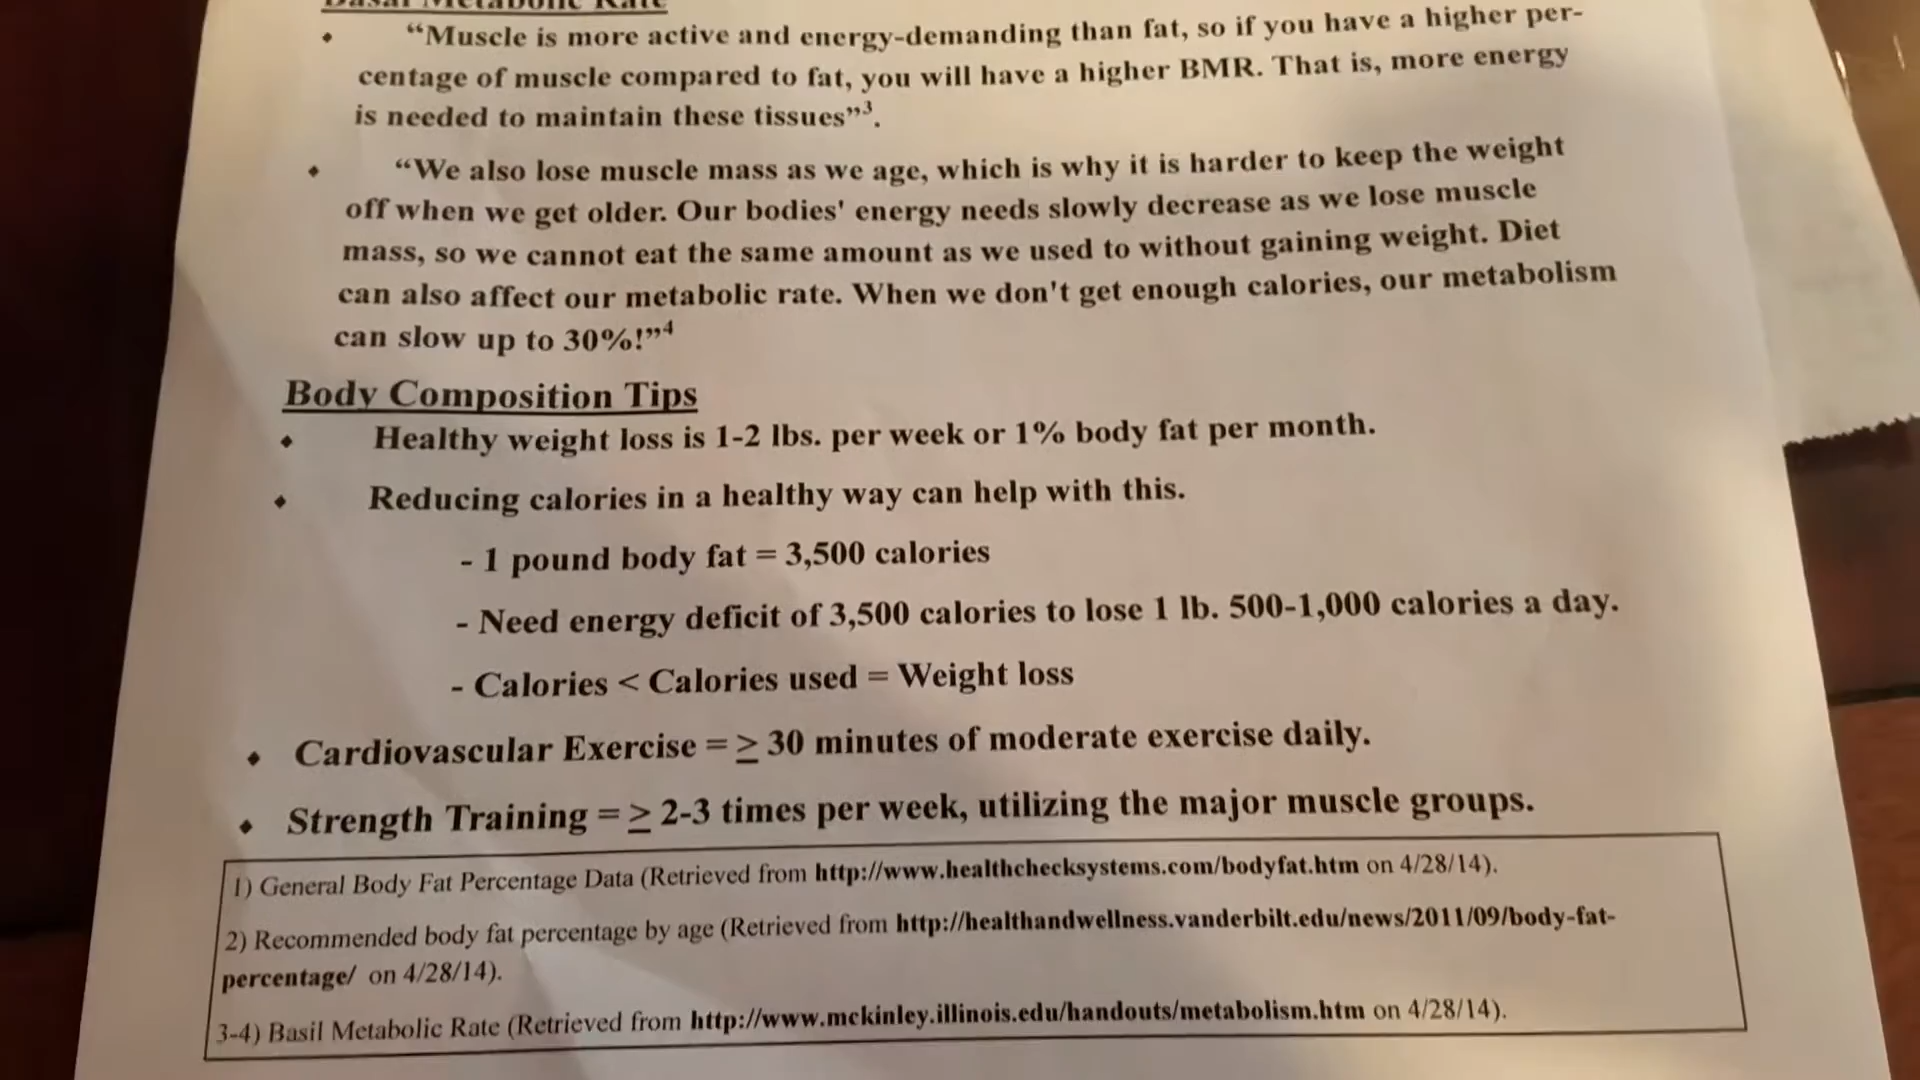 Basal Metabolic Rate
• “Muscle is more active and energy-demanding than fat, so if you have a higher per-
centage of muscle compared to fat, you will have a higher BMR. That is, more energy
is needed to maintain these tissues”³.
• “We also lose muscle mass as we age, which is why it is harder to keep the weight
off when we get older. Our bodies' energy needs slowly decrease as we lose muscle
mass, so we cannot eat the same amount as we used to without gaining weight. Diet
can also affect our metabolic rate. When we don't get enough calories, our metabolism
can slow up to 30%!”⁴
Body Composition Tips
• Healthy weight loss is 1-2 lbs. per week or 1% body fat per month.
• Reducing calories in a healthy way can help with this.
- 1 pound body fat = 3,500 calories
- Need energy deficit of 3,500 calories to lose 1 lb. 500-1,000 calories a day.
- Calories < Calories used = Weight loss
• Cardiovascular Exercise = ≥ 30 minutes of moderate exercise daily.
• Strength Training = ≥ 2-3 times per week, utilizing the major muscle groups.
1) General Body Fat Percentage Data (Retrieved from http://www.healthchecksystems.com/bodyfat.htm on 4/28/14).
2) Recommended body fat percentage by age (Retrieved from http://healthandwellness.vanderbilt.edu/news/2011/09/body-fat-
percentage/ on 4/28/14).
3-4) Basil Metabolic Rate (Retrieved from http://www.mckinley.illinois.edu/handouts/metabolism.htm on 4/28/14).